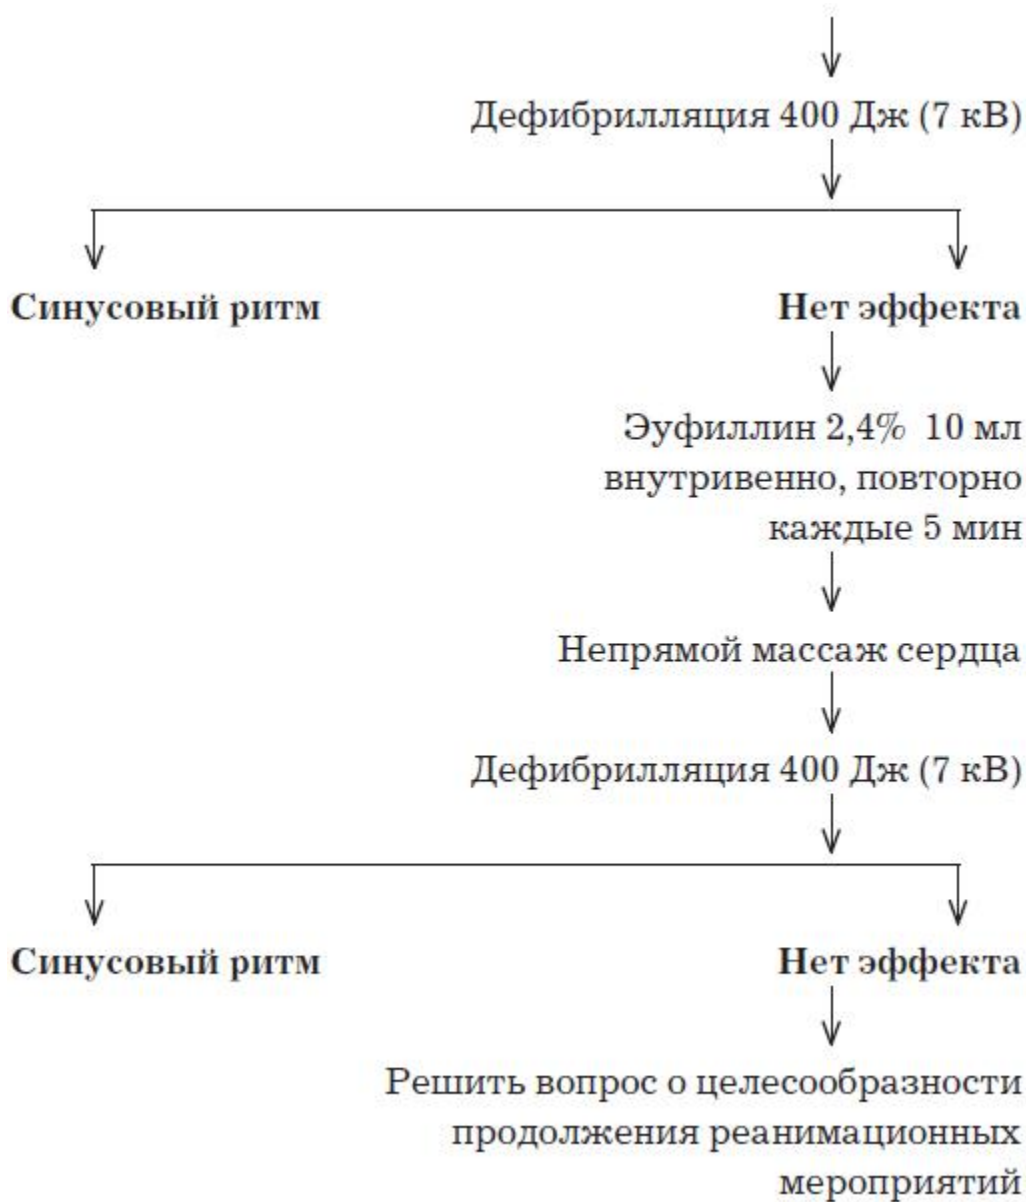 Дефибрилляция 400 Дж (7 кВ)
Синусовый ритм
Нет эффекта
Эуфиллин 2,4% 10 мл
внутривенно, повторно
каждые 5 мин
Непрямой массаж сердца
Дефибрилляция 400 Дж (7 кВ)
Синусовый ритм
Нет эффекта
Решить вопрос о целесообразности
продолжения реанимационных
мероприятий